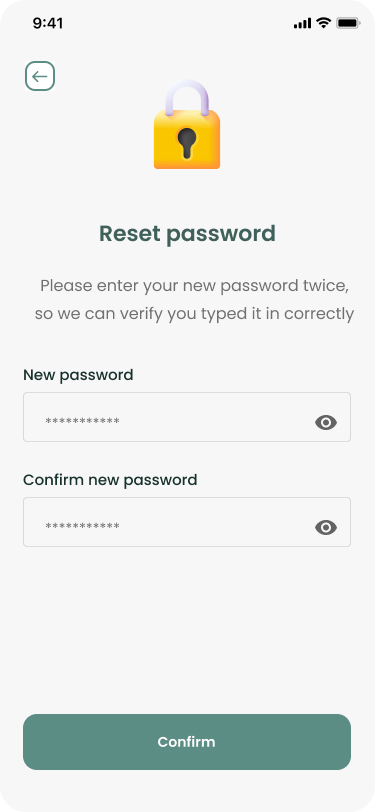 9:41
Reset password
Please enter your new password twice,
so we can verify you typed it in correctly
New password
***********
Confirm new password
***********
Confirm